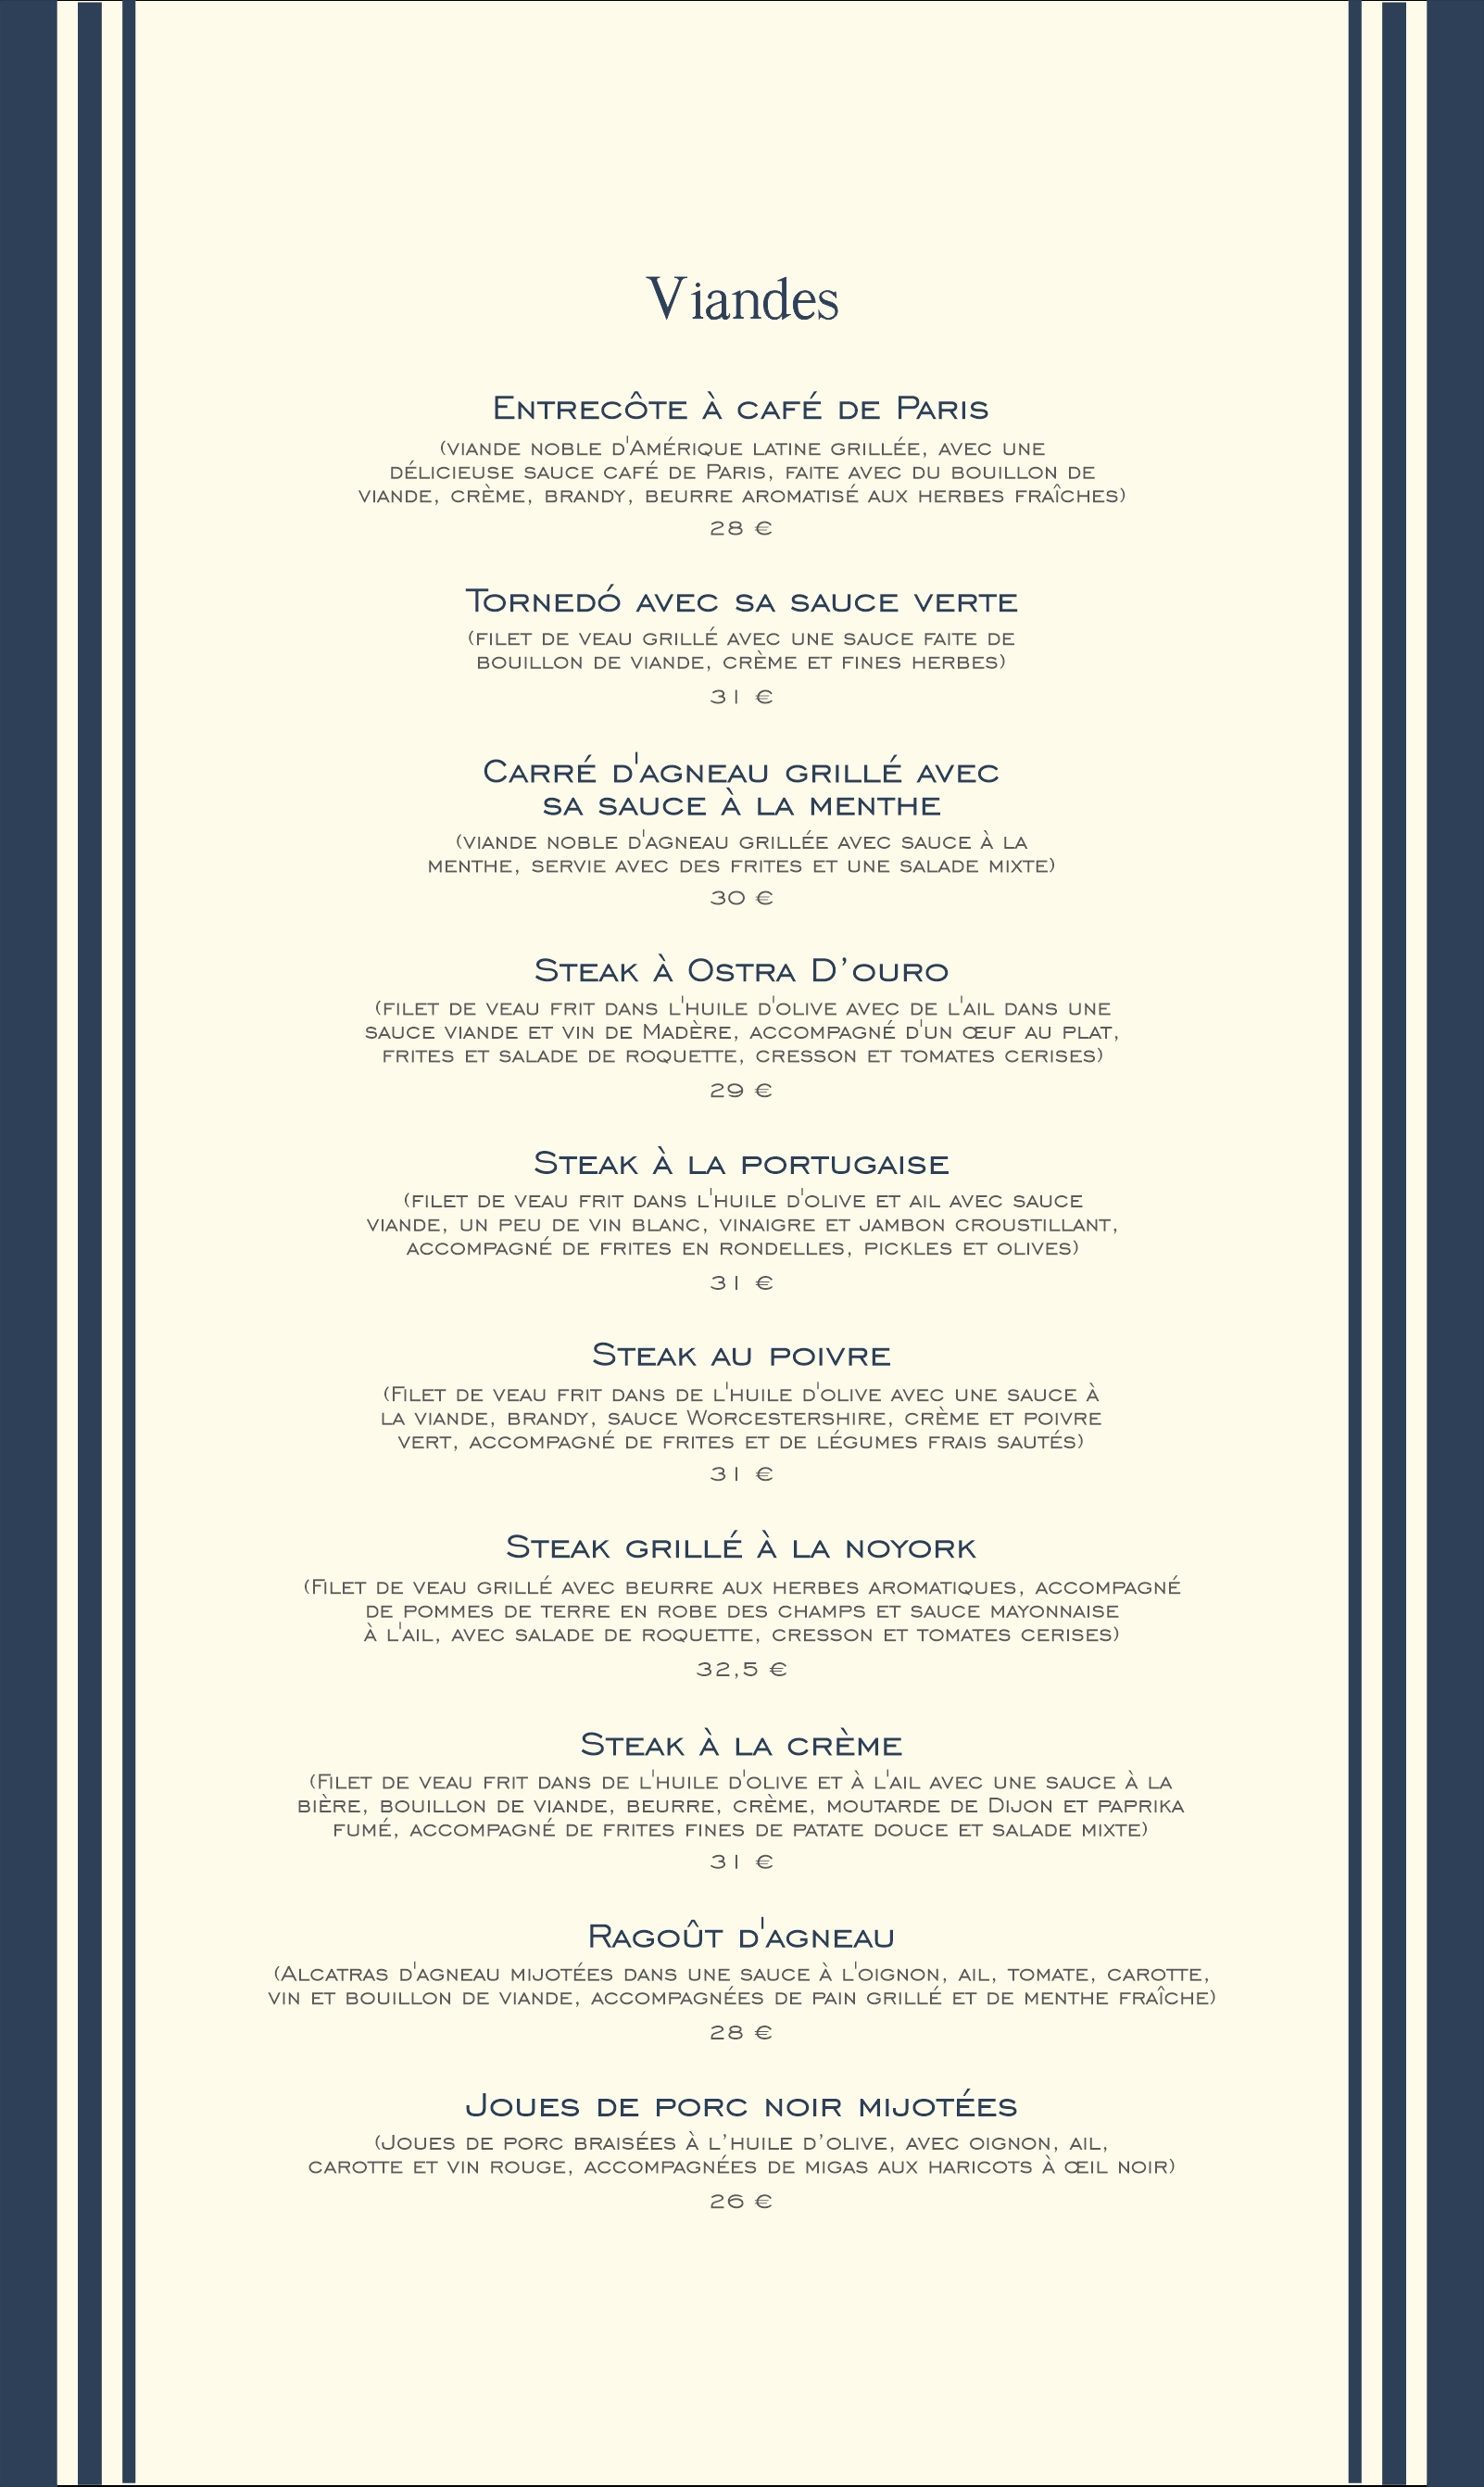 Viandes
Entrecôte à café de Paris
(viande noble d'Amérique latine grillée, avec une
délicieuse sauce café de Paris, faite avec du bouillon de
viande, crème, brandy, beurre aromatisé aux herbes fraîches)
28 €
Tornedó avec sa sauce verte
(filet de veau grillé avec une sauce faite de
bouillon de viande, crème et fines herbes)
31 €
Carré d'agneau grillé avec
sa sauce à la menthe
(viande noble d'agneau grillée avec sauce à la
menthe, servie avec des frites et une salade mixte)
30 €
Steak à Ostra D’ouro
(filet de veau frit dans l'huile d'olive avec de l'ail dans une
sauce viande et vin de Madère, accompagné d'un œuf au plat,
frites et salade de roquette, cresson et tomates cerises)
29 €
Steak à la portugaise
(filet de veau frit dans l'huile d'olive et ail avec sauce
viande, un peu de vin blanc, vinaigre et jambon croustillant,
accompagné de frites en rondelles, pickles et olives)
31 €
Steak au poivre
(Filet de veau frit dans de l'huile d'olive avec une sauce à
la viande, brandy, sauce Worcestershire, crème et poivre
vert, accompagné de frites et de légumes frais sautés)
31 €
Steak grillé à la noyork
(Filet de veau grillé avec beurre aux herbes aromatiques, accompagné
de pommes de terre en robe des champs et sauce mayonnaise
à l'ail, avec salade de roquette, cresson et tomates cerises)
32,5 €
Steak à la crème
(Filet de veau frit dans de l'huile d'olive et à l'ail avec une sauce à la
bière, bouillon de viande, beurre, crème, moutarde de Dijon et paprika
fumé, accompagné de frites fines de patate douce et salade mixte)
31 €
Ragoût d'agneau
(Alcatras d'agneau mijotées dans une sauce à l'oignon, ail, tomate, carotte,
vin et bouillon de viande, accompagnées de pain grillé et de menthe fraîche)
28 €
Joues de porc noir mijotées
(Joues de porc braisées à l’huile d’olive, avec oignon, ail,
carotte et vin rouge, accompagnées de migas aux haricots à œil noir)
26 €